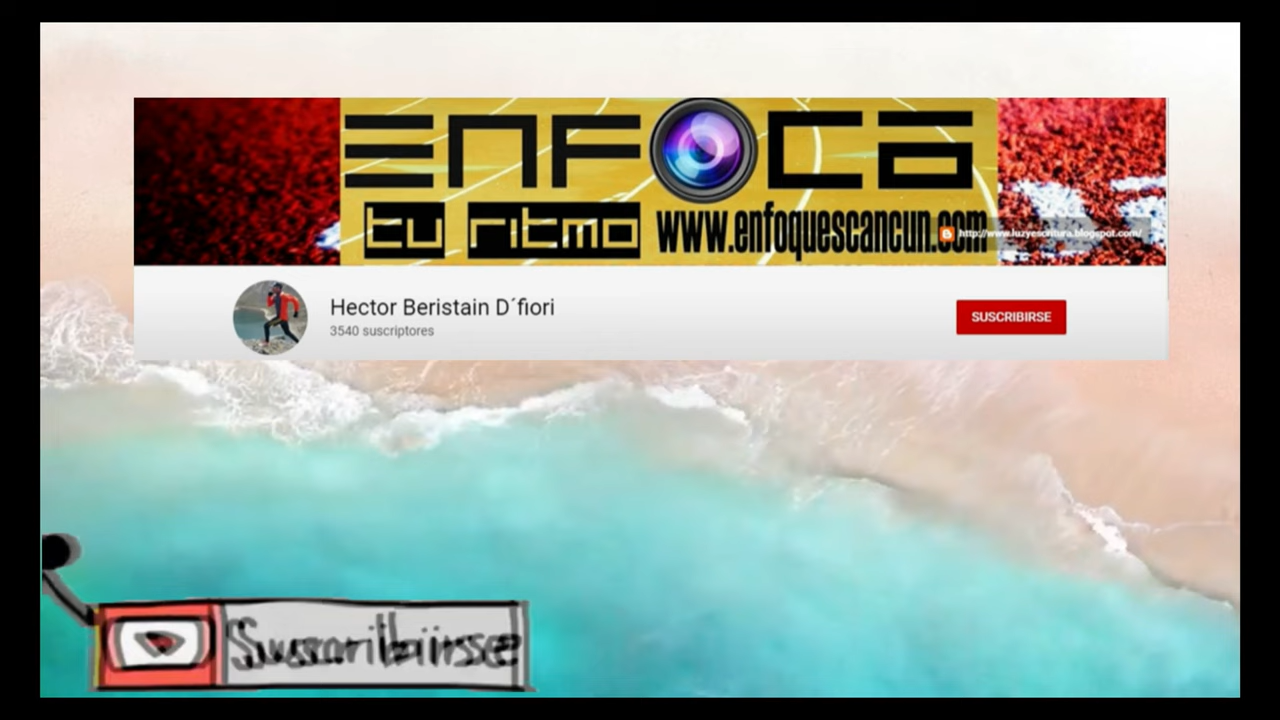 ENFOCA
tu ritmo
www.enfoquescancun.com
http://www.luzyescritura.blogspot.com/
Hector Beristain D´fiori
3540 suscriptores
SUSCRIBIRSE
Suscribirse